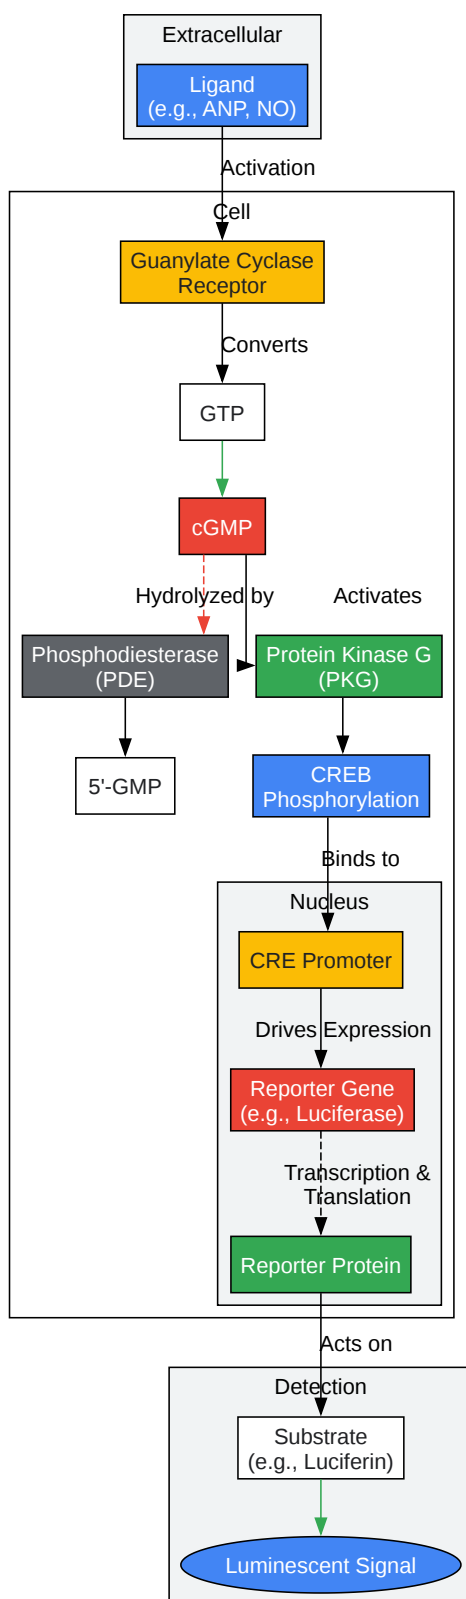 Extracellular
Ligand
(e.g., ANP, NO)
Activation
Cell
Guanylate Cyclase
Receptor
Converts
GTP
cGMP
Hydrolyzed by
Activates
Phosphodiesterase
(PDE)
Protein Kinase G
(PKG)
5'-GMP
CREB
Phosphorylation
Binds to
Nucleus
CRE Promoter
Drives Expression
Reporter Gene
(e.g., Luciferase)
Transcription &
Translation
Reporter Protein
Acts on
Detection
Substrate
(e.g., Luciferin)
Luminescent Signal